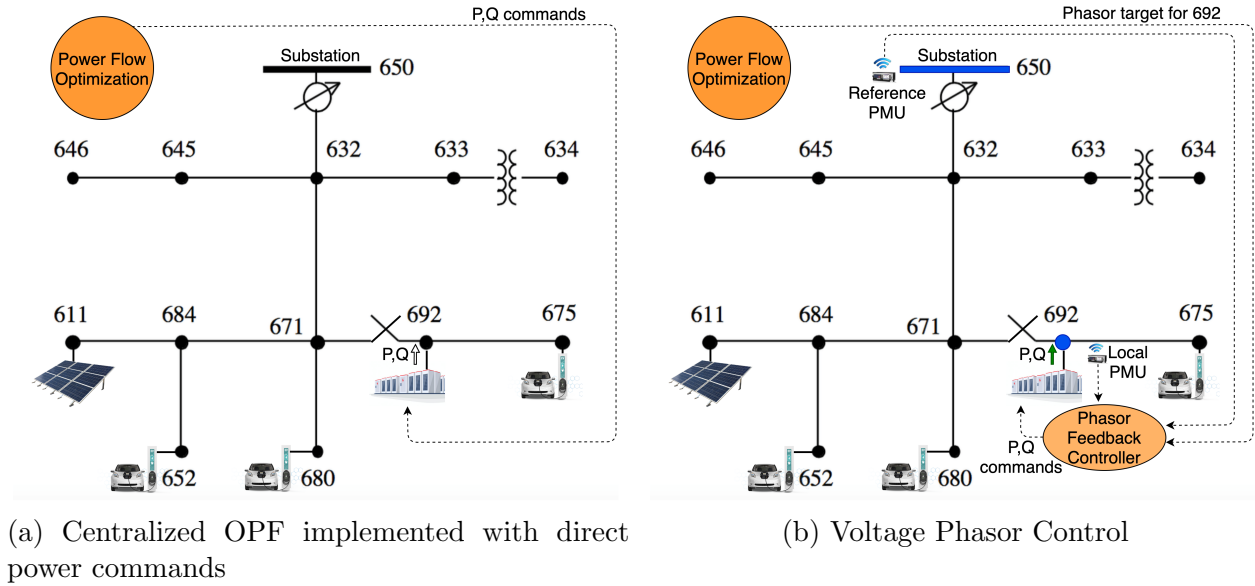 P,Q commands
Power Flow
Optimization
Substation
650
646
645
632
633
634
611
684
671
692
675
P,Q
652
680
(a) Centralized OPF implemented with direct
power commands
Phasor target for 692
Power Flow
Optimization
Substation
650
Reference
PMU
646
645
632
633
634
611
684
671
692
675
P,Q
Local
PMU
Phasor
Feedback
Controller
P,Q
commands
652
680
(b) Voltage Phasor Control